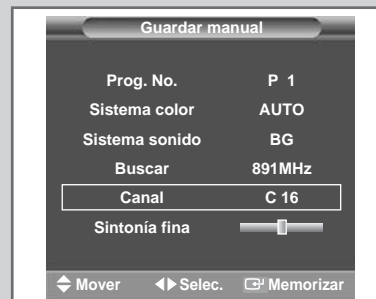 Guardar manual
Prog. No. P 1
Sistema color AUTO
Sistema sonido BG
Buscar 891MHz
Canal C 16
Sintonía fina
Mover Selec. Memorizar